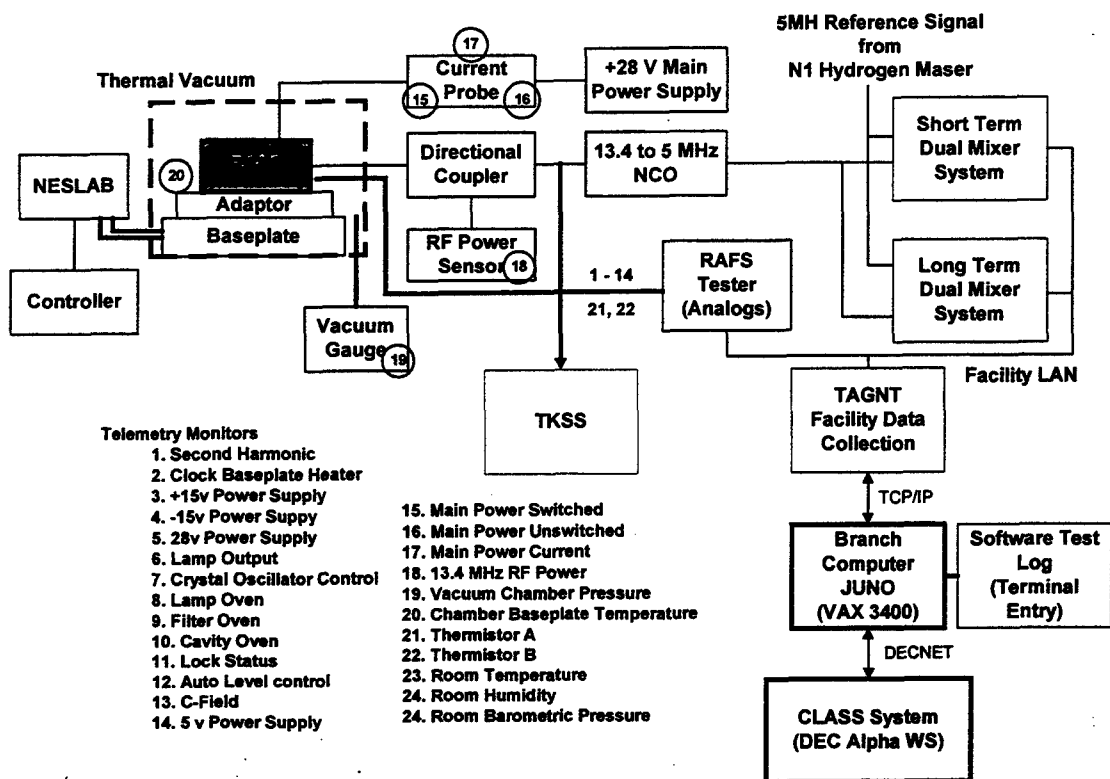 5MH Reference Signal
from
N1 Hydrogen Maser
Thermal Vacuum
17
Current
Probe
15
16
+28 V Main
Power Supply
Short Term
Dual Mixer
System
Directional
Coupler
13.4 to 5 MHz
NCO
20
NESLAB
Adaptor
Baseplate
RF Power
Sensor
18
RAFS
Tester
(Analogs)
Long Term
Dual Mixer
System
1 - 14
21, 22
Controller
Vacuum
Gauge
19
Facility LAN
TKSS
TAGNT
Facility Data
Collection
TCP/IP
Branch
Computer
JUNO
(VAX 3400)
Software Test
Log
(Terminal
Entry)
DECNET
CLASS System
(DEC Alpha WS)
Telemetry Monitors
1. Second Harmonic
2. Clock Baseplate Heater
3. +15v Power Supply
4. -15v Power Suppy
5. 28v Power Supply
6. Lamp Output
7. Crystal Oscillator Control
8. Lamp Oven
9. Filter Oven
10. Cavity Oven
11. Lock Status
12. Auto Level control
13. C-Field
14. 5 v Power Supply
15. Main Power Switched
16. Main Power Unswitched
17. Main Power Current
18. 13.4 MHz RF Power
19. Vacuum Chamber Pressure
20. Chamber Baseplate Temperature
21. Thermistor A
22. Thermistor B
23. Room Temperature
24. Room Humidity
24. Room Barometric Pressure